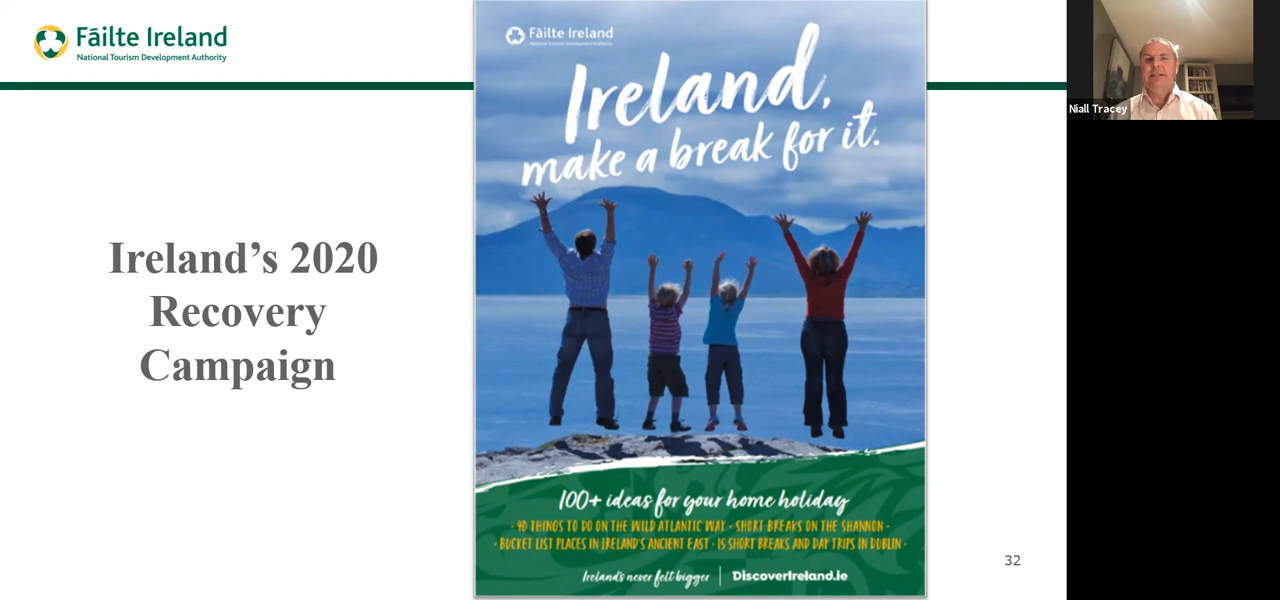 Fáilte Ireland
National Tourism Development Authority
Ireland's 2020
Recovery
Campaign
Fáilte Ireland
National Tourism Development Authority
Ireland,
make a break for it.
100+ ideas for your home holiday
· 40 THINGS TO DO ON THE WILD ATLANTIC WAY · SHORT BREAKS ON THE SHANNON ·
· BUCKET LIST PLACES IN IRELAND'S ANCIENT EAST · 15 SHORT BREAKS AND DAY TRIPS IN DUBLIN ·
Ireland's never felt bigger | DiscoverIreland.ie
32
Niall Tracey